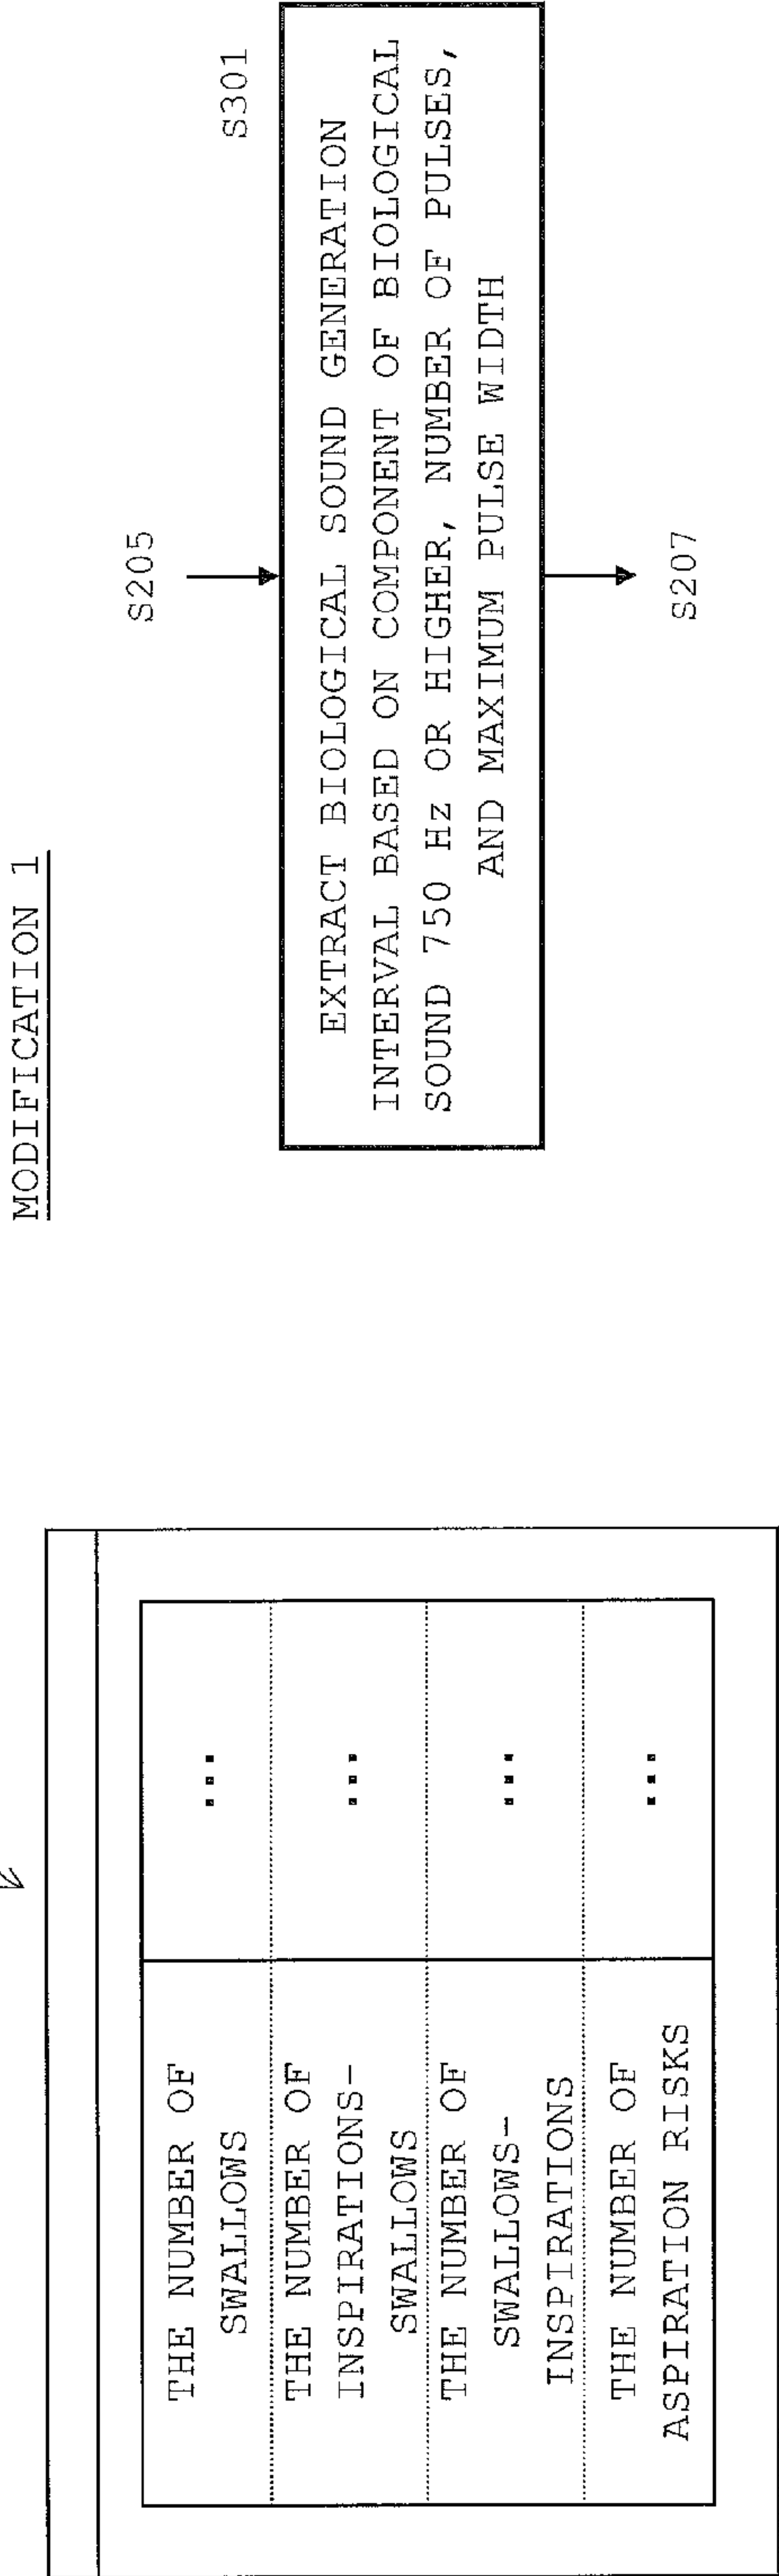 THE NUMBER OF
SWALLOWS
...
THE NUMBER OF
INSPIRATIONS-
SWALLOWS
...
THE NUMBER OF
SWALLOWS-
INSPIRATIONS
...
THE NUMBER OF
ASPIRATION RISKS
...
MODIFICATION 1
S205
S301
EXTRACT BIOLOGICAL SOUND GENERATION
INTERVAL BASED ON COMPONENT OF BIOLOGICAL
SOUND 750 Hz OR HIGHER, NUMBER OF PULSES,
AND MAXIMUM PULSE WIDTH
S207